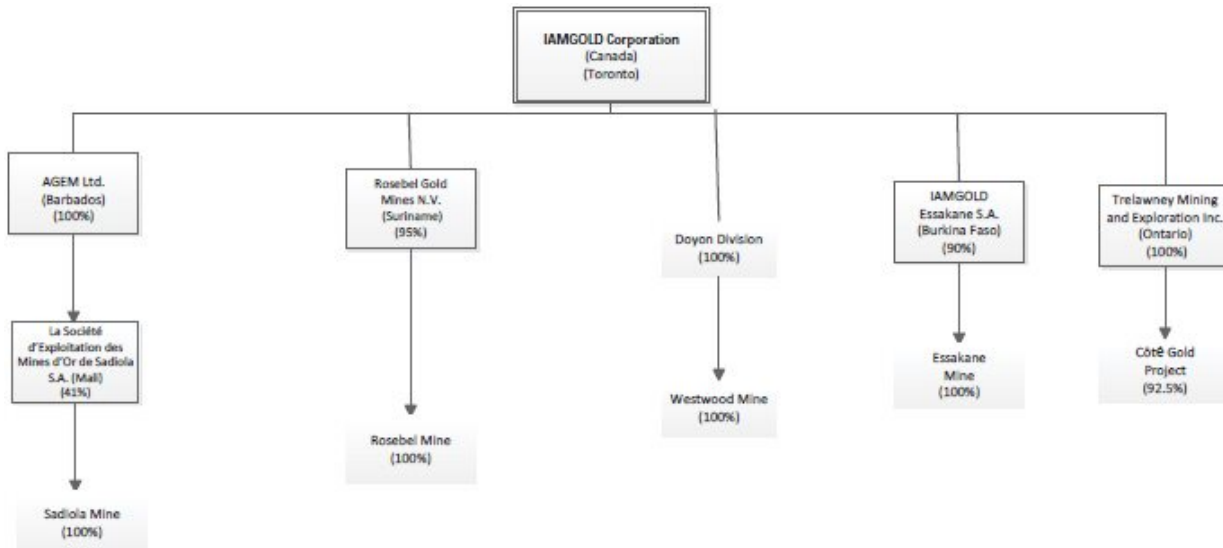 IAMGOLD Corporation
(Canada)
(Toronto)
AGEM Ltd.
(Barbados)
(100%)
Rosebel Gold
Mines N.V.
(Suriname)
(95%)
Doyon Division
(100%)
IAMGOLD
Essakane S.A.
(Burkina Faso)
(90%)
Trelawney Mining
and Exploration Inc.
(Ontario)
(100%)
La Société
d'Exploitation des
Mines d'Or de Sadiola
S.A. (Mali)
(41%)
Essakane
Mine
(100%)
Côté Gold
Project
(92.5%)
Westwood Mine
(100%)
Rosebel Mine
(100%)
Sadiola Mine
(100%)